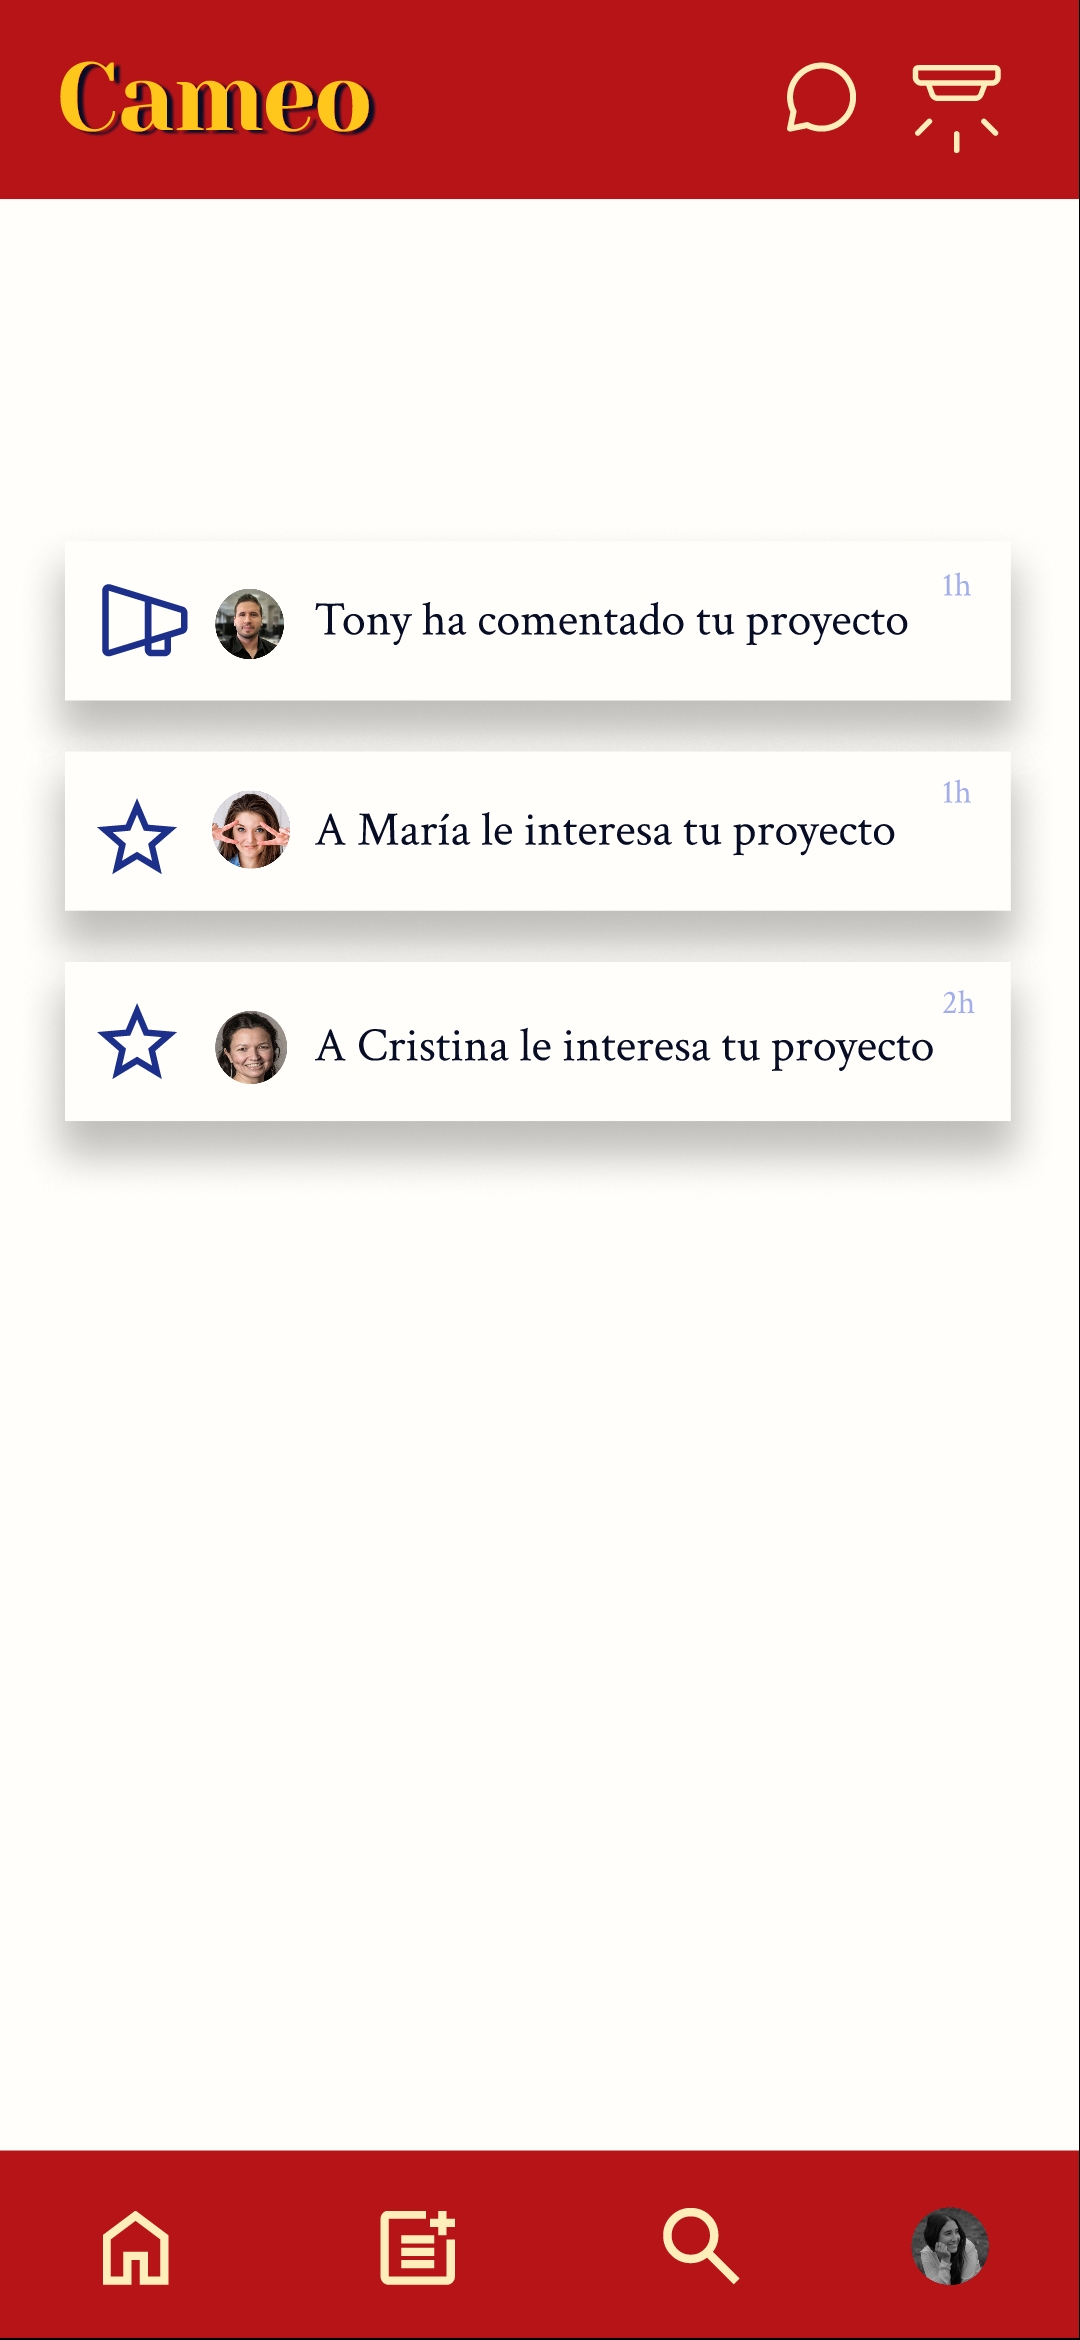 Cameo
1h
Tony ha comentado tu proyecto
1h
A María le interesa tu proyecto
2h
A Cristina le interesa tu proyecto